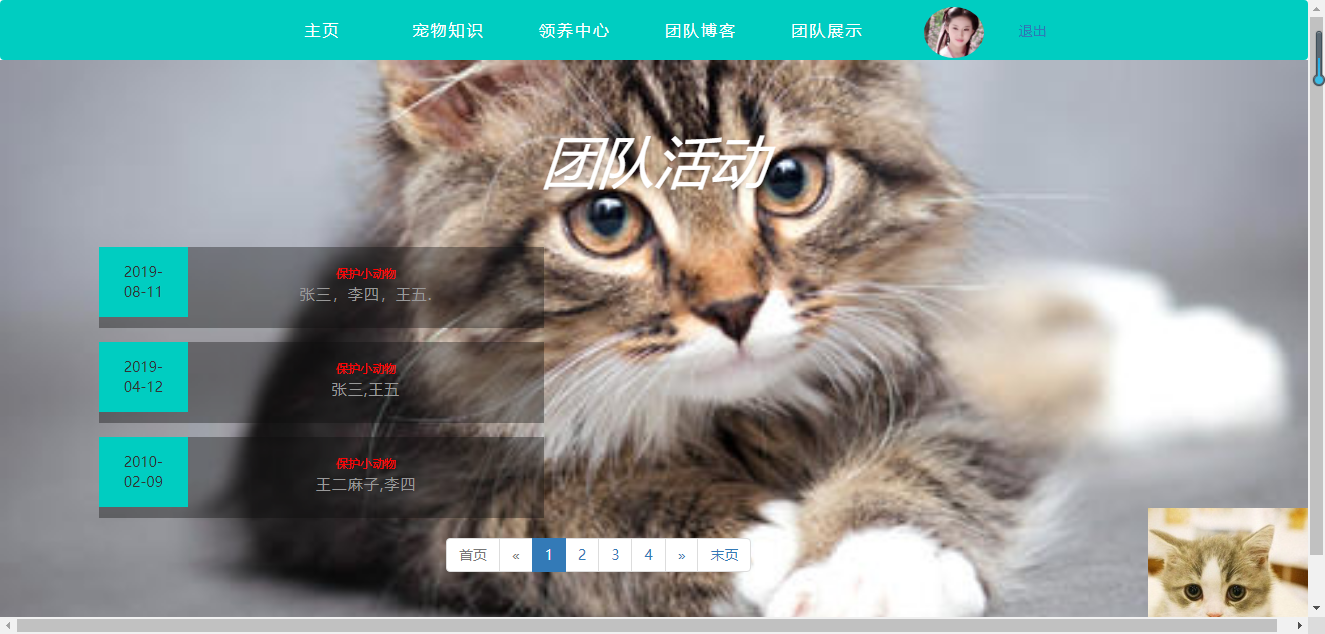 主页 宠物知识 领养中心 团队博客 团队展示 退出
团队活动
2019-
08-11
保护小动物
张三，李四，王五.
2019-
04-12
保护小动物
张三,王五
2010-
02-09
保护小动物
王二麻子,李四
首页 « 1 2 3 4 » 末页